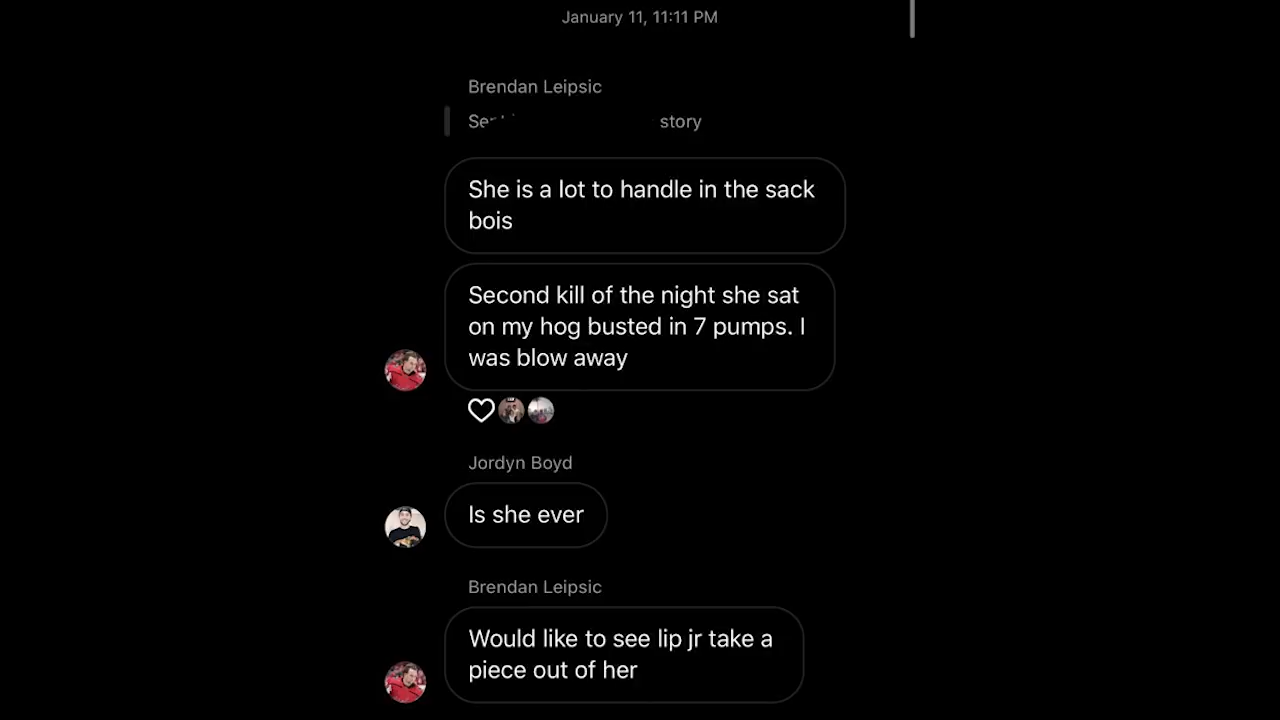 January 11, 11:11 PM
Brendan Leipsic
story
She is a lot to handle in the sack
bois
Second kill of the night she sat
on my hog busted in 7 pumps. I
was blow away
Jordyn Boyd
Is she ever
Brendan Leipsic
Would like to see lip jr take a
piece out of her